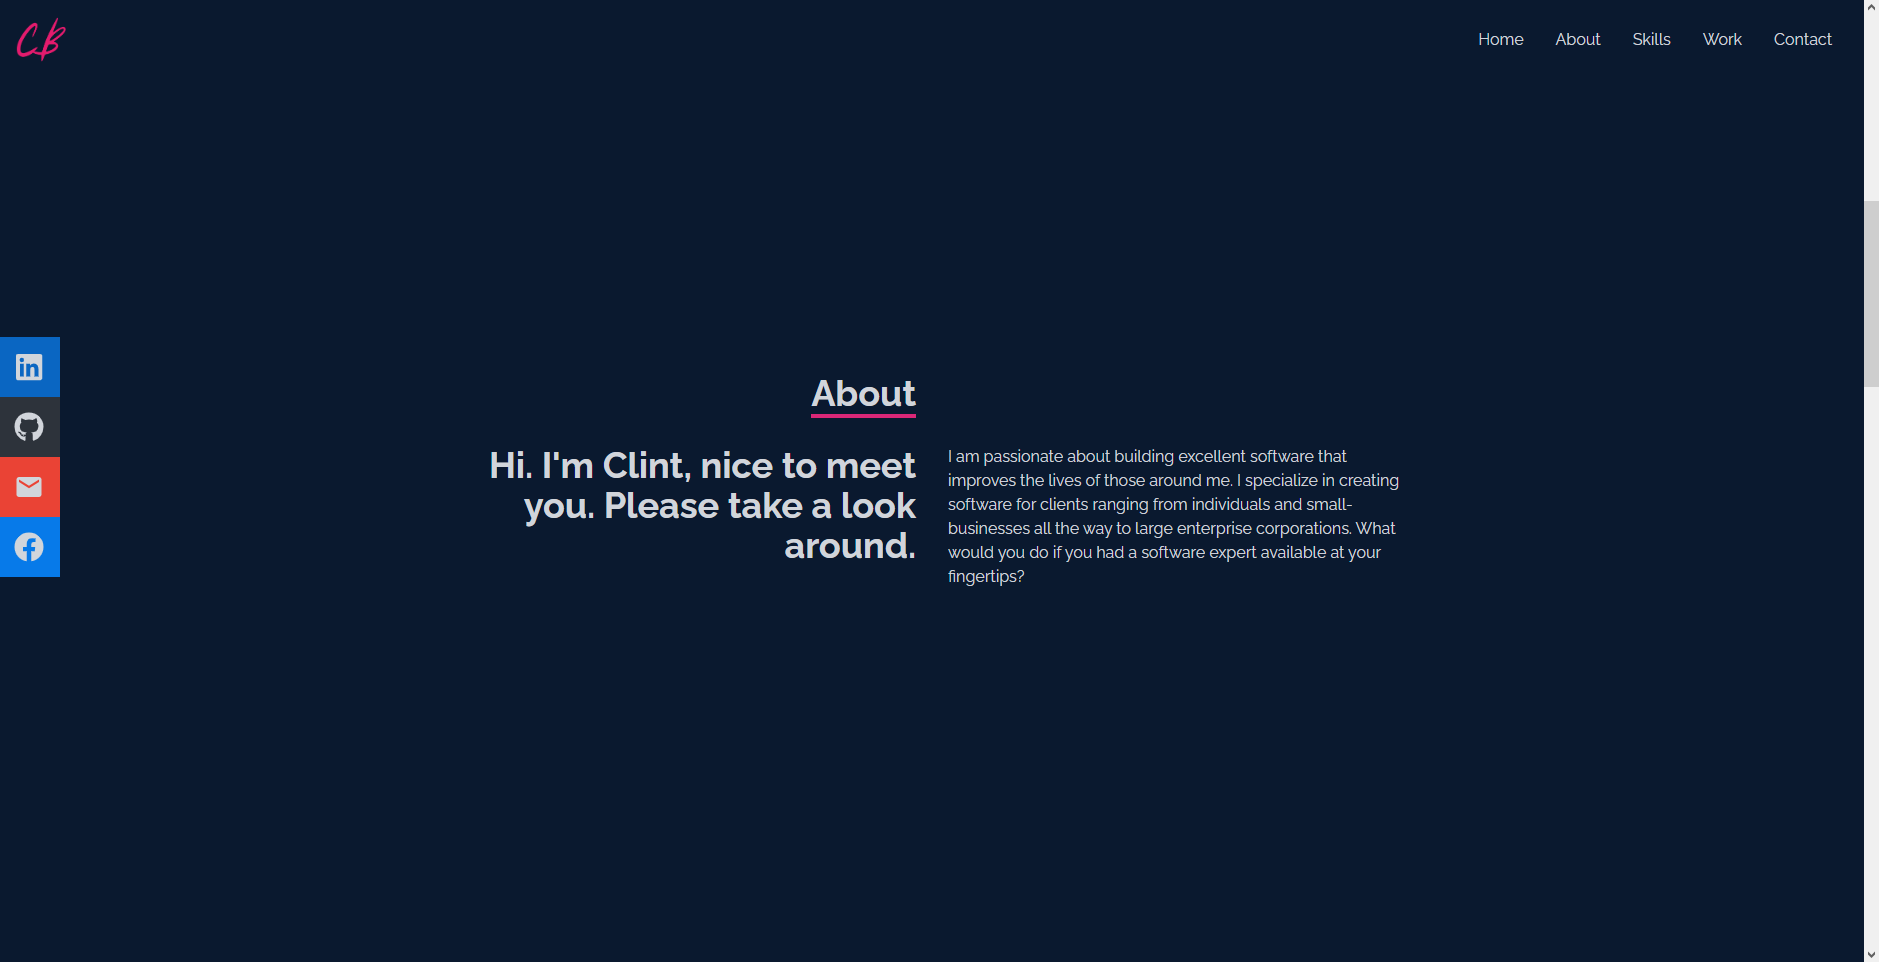 CB
Home
About
Skills
Work
Contact
in
About
Hi. I'm Clint, nice to meet
you. Please take a look
around.
I am passionate about building excellent software that
improves the lives of those around me. I specialize in creating
software for clients ranging from individuals and small-
businesses all the way to large enterprise corporations. What
would you do if you had a software expert available at your
fingertips?